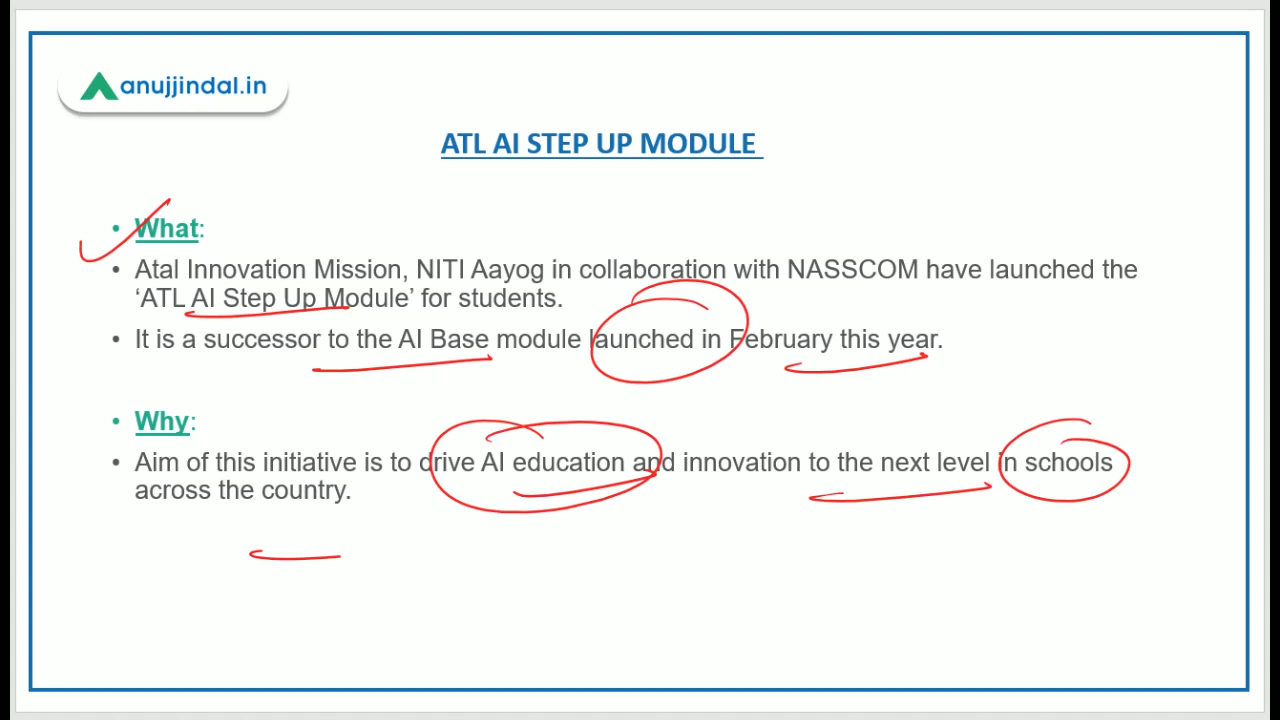 anujjindal.in
ATL AI STEP UP MODULE
• What:
• Atal Innovation Mission, NITI Aayog in collaboration with NASSCOM have launched the
‘ATL AI Step Up Module’ for students.
• It is a successor to the AI Base module launched in February this year.
• Why:
• Aim of this initiative is to drive AI education and innovation to the next level in schools
across the country.